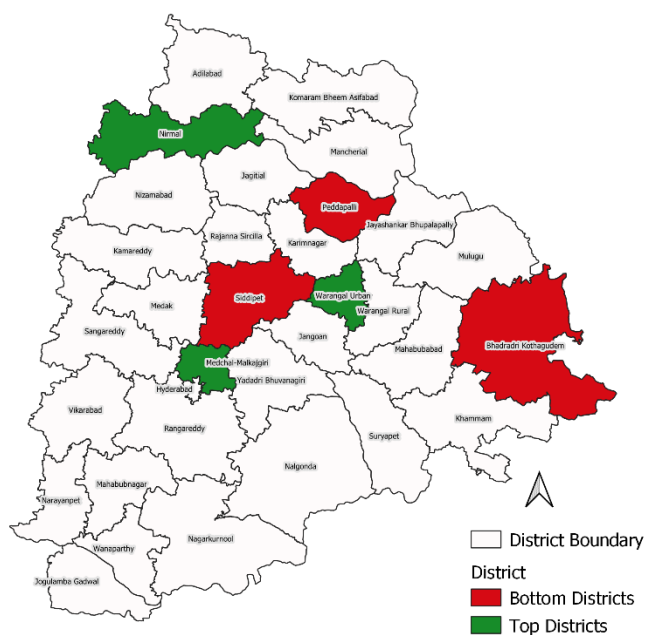 Adilabad
Komaram Bheem Asifabad
Nirmal
Mancherial
Jagitial
Nizamabad
Peddapalli
Jayashankar Bhupalapally
Rajanna Sircilla
Karimnagar
Kamareddy
Mulugu
Siddipet
Warangal Urban
Medak
Warangal Rural
Sangareddy
Jangoan
Mahabubabad
Bhadradri Kothagudem
Medchal-Malkajgiri
Hyderabad
Yadadri Bhuvanagiri
Vikarabad
Khammam
Rangareddy
Suryapet
Nalgonda
Mahabubnagar
Narayanpet
Nagarkurnool
Wanaparthy
Jogulamba Gadwal
District Boundary
District
Bottom Districts
Top Districts